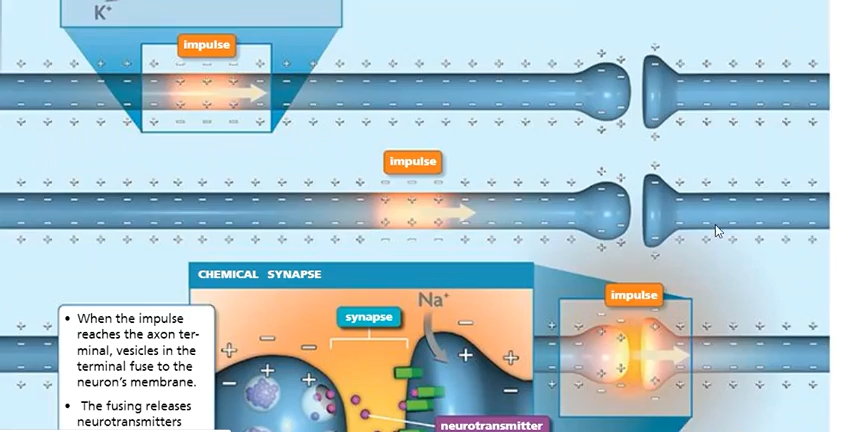 K⁺
impulse
impulse
CHEMICAL SYNAPSE
impulse
Na⁺
synapse
• When the impulse
reaches the axon ter-
minal, vesicles in the
terminal fuse to the
neuron’s membrane.
• The fusing releases
neurotransmitters
neurotransmitter